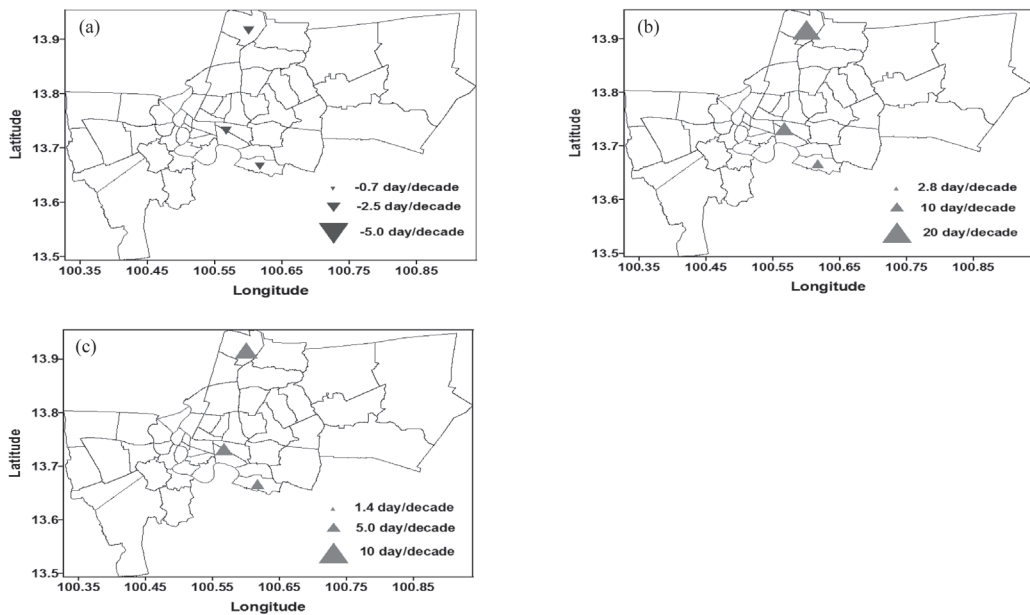 (a)
13.9
13.8
13.7
13.6
13.5
Latitude
-0.7 day/decade
-2.5 day/decade
-5.0 day/decade
100.35 100.45 100.55 100.65 100.75 100.85
Longitude
(b)
13.9
13.8
13.7
13.6
13.5
Latitude
2.8 day/decade
10 day/decade
20 day/decade
100.35 100.45 100.55 100.65 100.75 100.85
Longitude
(c)
13.9
13.8
13.7
13.6
13.5
Latitude
1.4 day/decade
5.0 day/decade
10 day/decade
100.35 100.45 100.55 100.65 100.75 100.85
Longitude